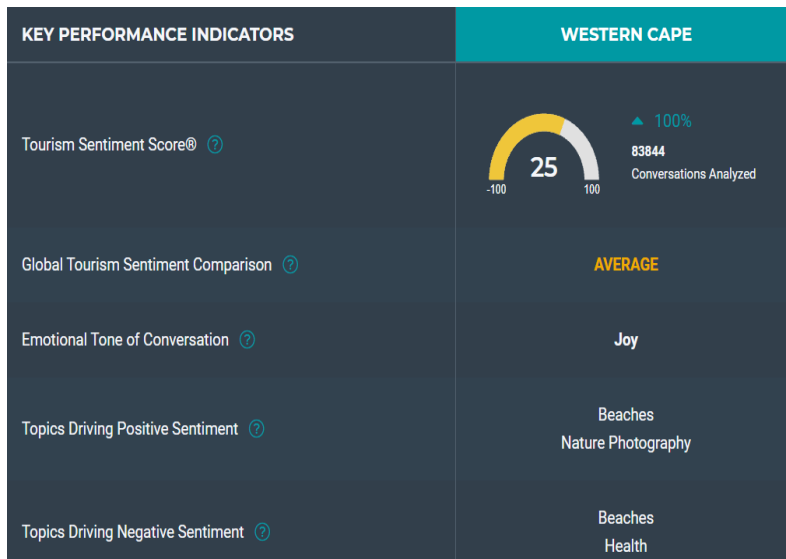 KEY PERFORMANCE INDICATORS
WESTERN CAPE
Tourism Sentiment Score® ?
25
-100
100
▲ 100%
83844
Conversations Analyzed
Global Tourism Sentiment Comparison ?
AVERAGE
Emotional Tone of Conversation ?
Joy
Topics Driving Positive Sentiment ?
Beaches
Nature Photography
Topics Driving Negative Sentiment ?
Beaches
Health